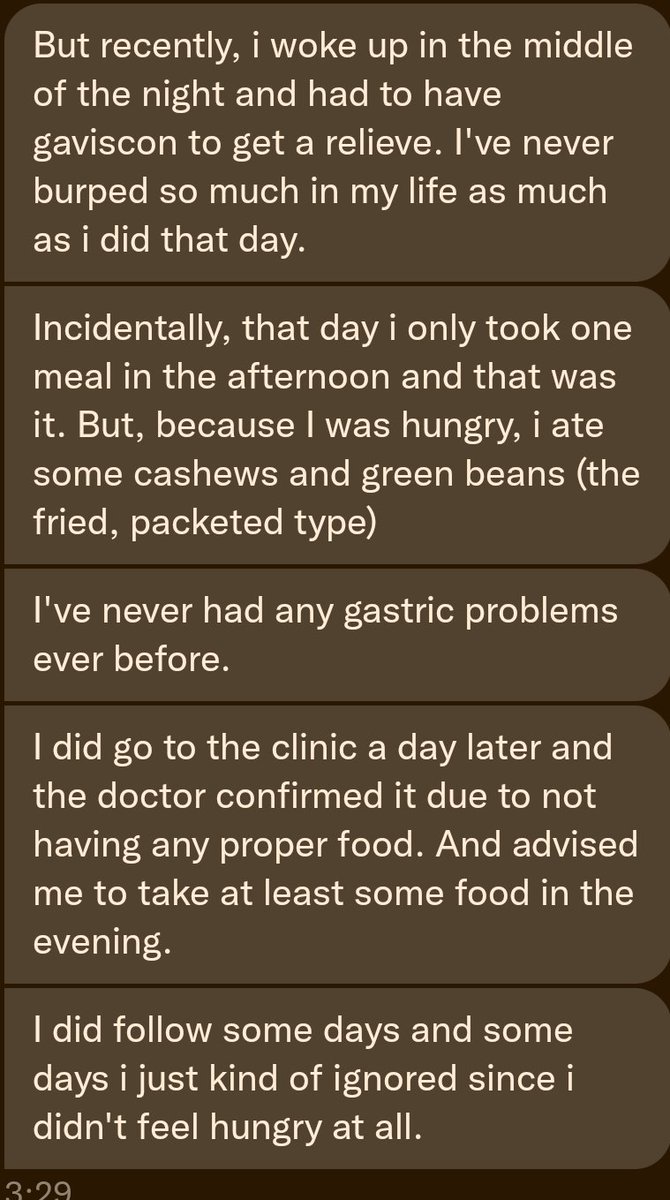 But recently, i woke up in the middle
of the night and had to have
gaviscon to get a relieve. I've never
burped so much in my life as much
as i did that day.
Incidentally, that day i only took one
meal in the afternoon and that was
it. But, because I was hungry, i ate
some cashews and green beans (the
fried, packeted type)
I've never had any gastric problems
ever before.
I did go to the clinic a day later and
the doctor confirmed it due to not
having any proper food. And advised
me to take at least some food in the
evening.
I did follow some days and some
days i just kind of ignored since i
didn't feel hungry at all.
3:29